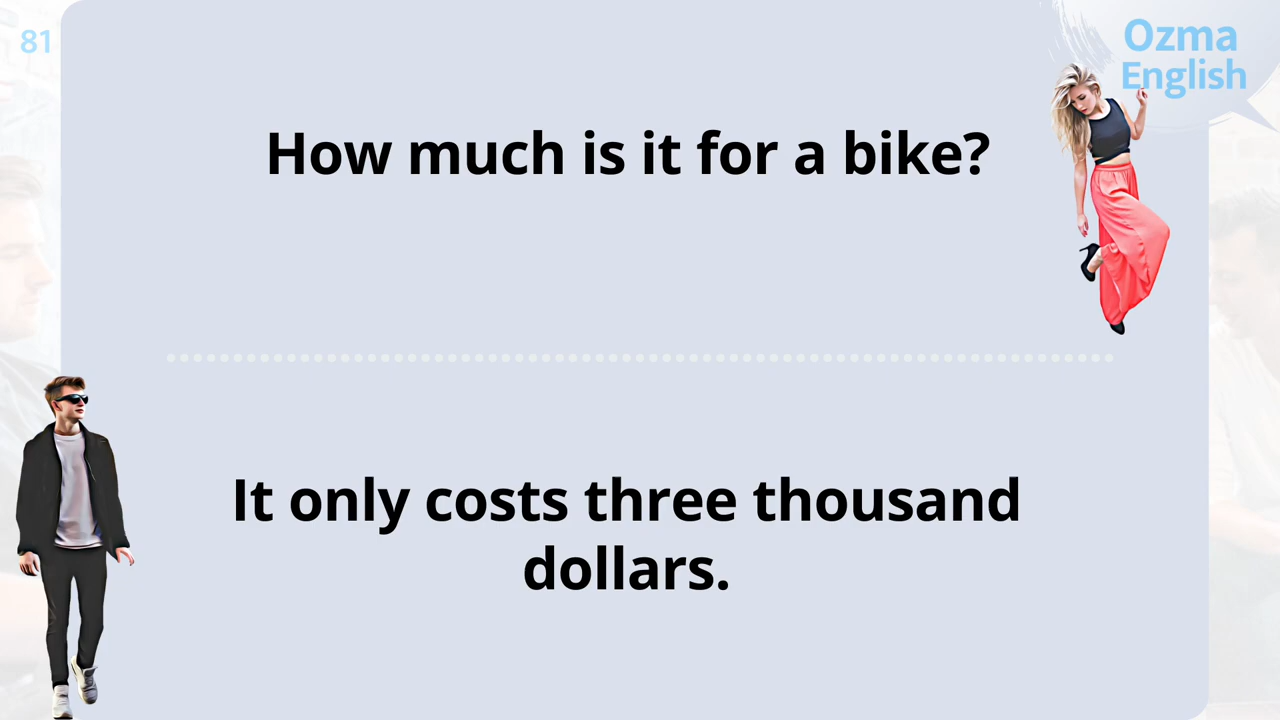 81
Ozma
English
How much is it for a bike?
It only costs three thousand
dollars.